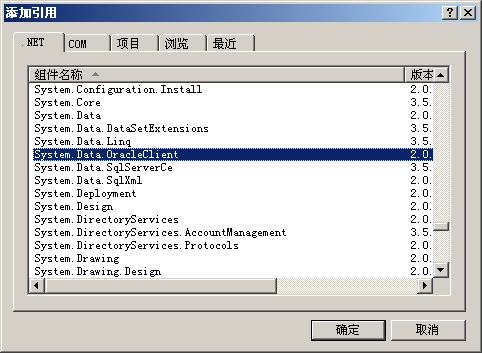 添加引用
.NET COM 项目 浏览 最近
组件名称 版本
System.Configuration.Install 2.0.
System.Core 3.5.
System.Data 2.0.
System.Data.DataSetExtensions 3.5.
System.Data.Linq 3.5.
System.Data.OracleClient 2.0.
System.Data.SqlServerCe 3.5.
System.Data.SqlXml 2.0.
System.Deployment 2.0.
System.Design 2.0.
System.DirectoryServices 2.0.
System.DirectoryServices.AccountManagement 3.5.
System.DirectoryServices.Protocols 2.0.
System.Drawing 2.0.
System.Drawing.Design 2.0.
确定 取消